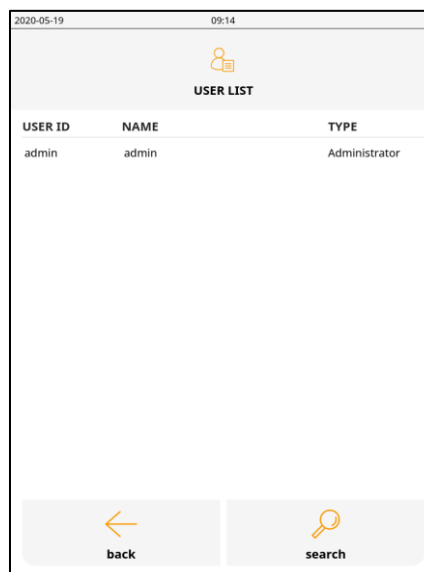 2020-05-19 09:14
USER LIST
USER ID NAME TYPE
admin admin Administrator
back search